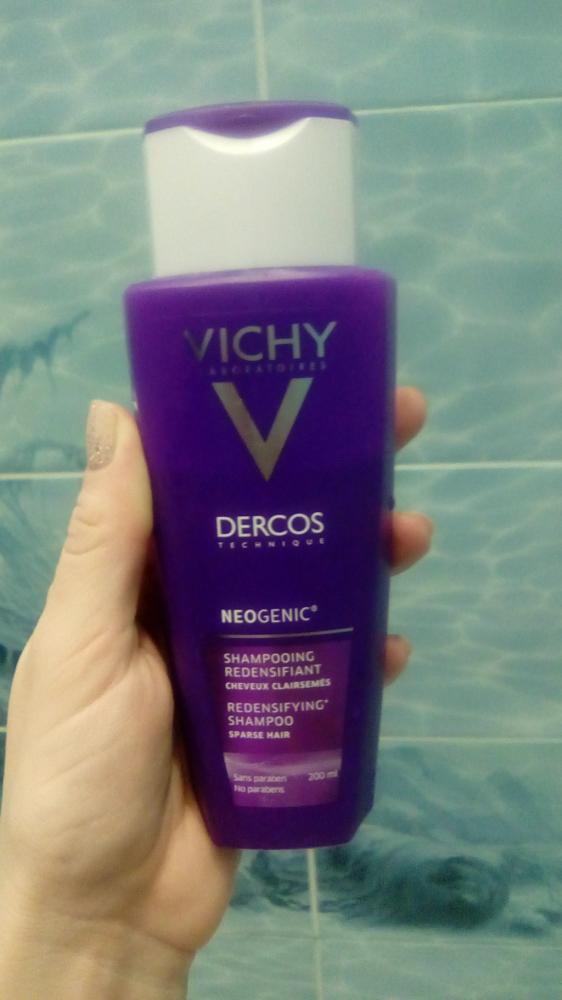 VICHY
LABORATOIRES
V
DERCOS
TECHNIQUE
NEOGENIC®
SHAMPOOING
REDENSIFIANT
CHEVEUX CLAIRSEMÉS
REDENSIFYING*
SHAMPOO
SPARSE HAIR
Sans paraben 200 ml
No parabens